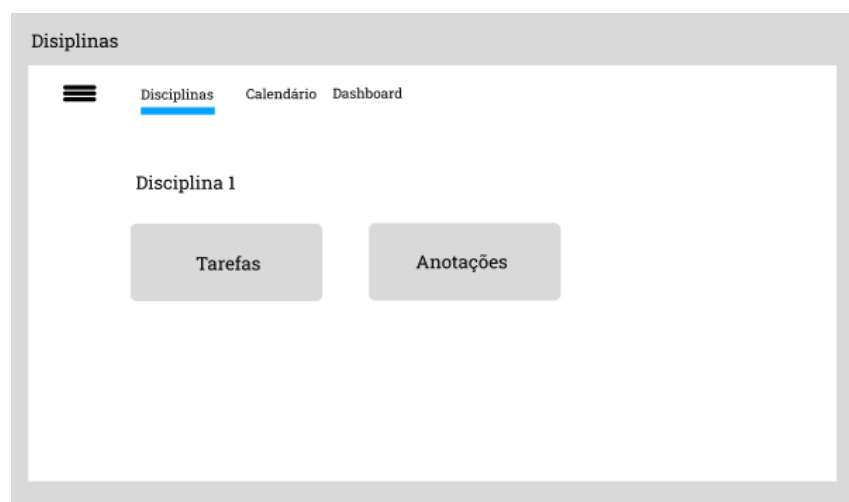 Disiplinas
Disciplinas Calendário Dashboard
Disciplina 1
Tarefas Anotações